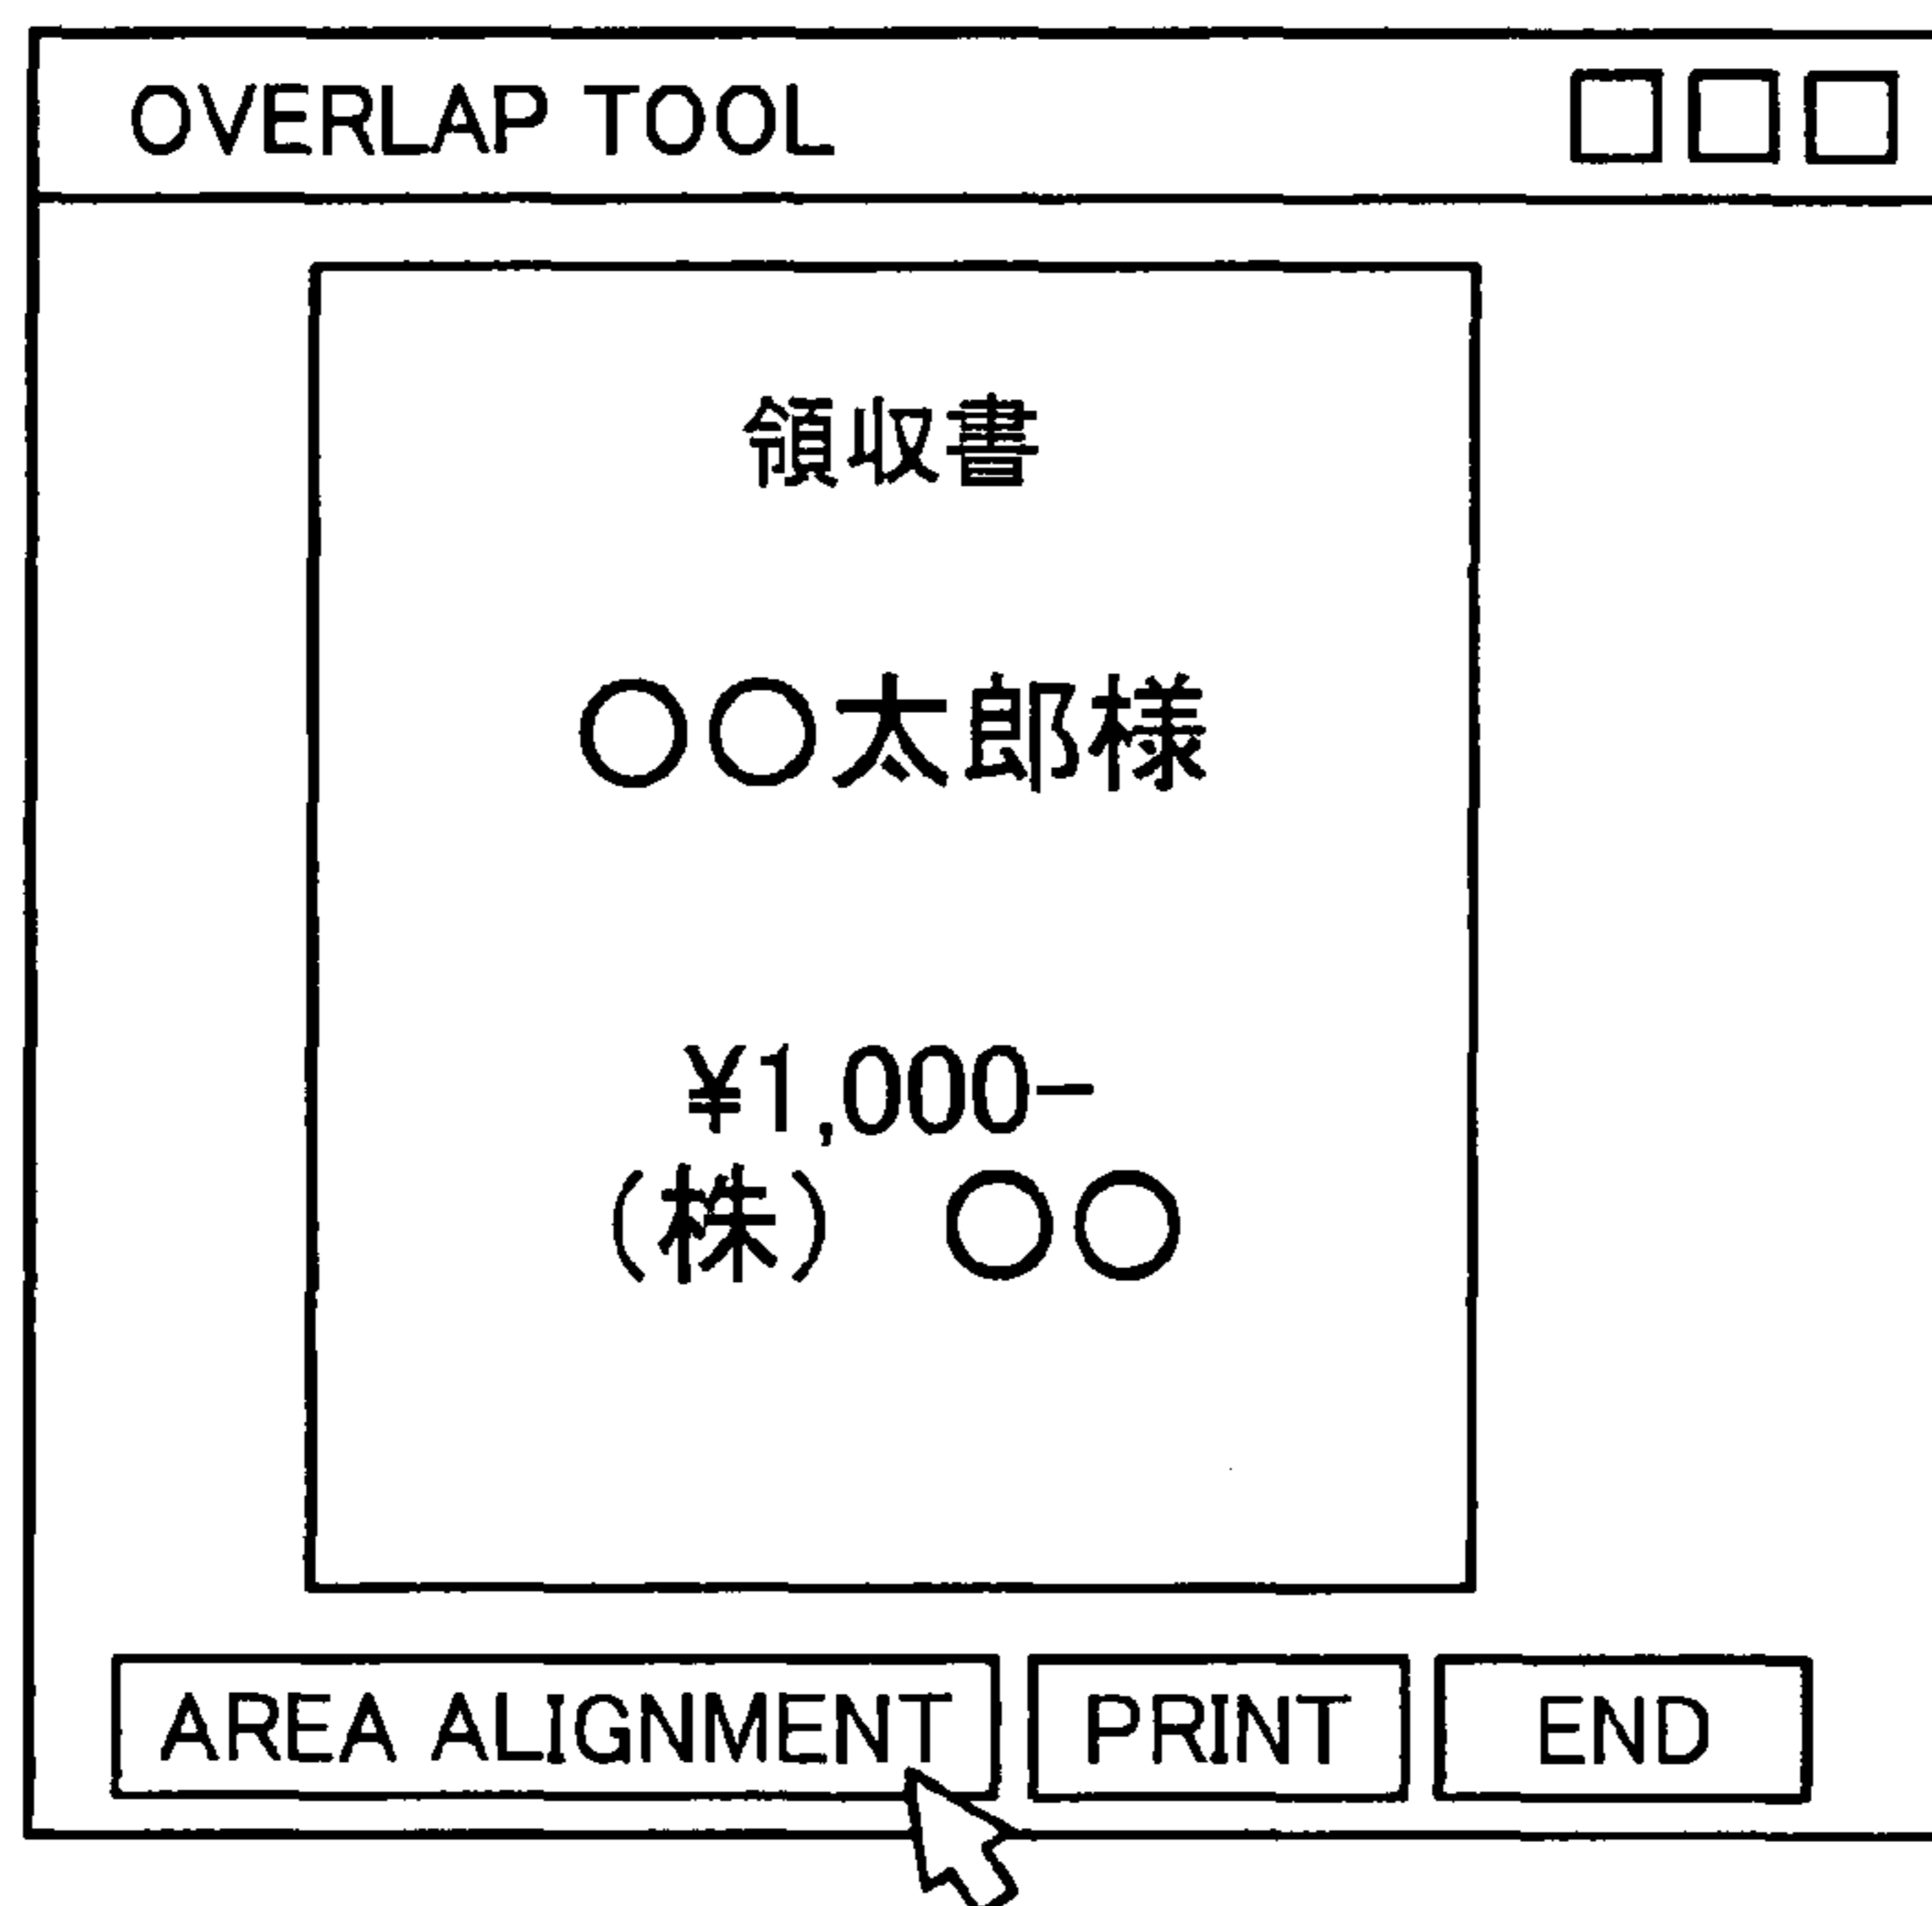 OVERLAP TOOL
領収書
○○太郎様
¥1,000-
(株) ○○
AREA ALIGNMENT PRINT END